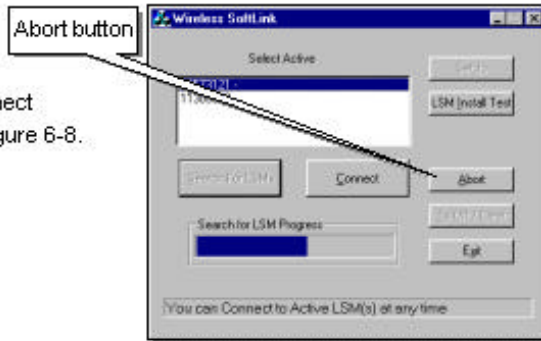 Abort button
nect
gure 6-8.
Wireless SoftLink
Select Active
LSM Install Test
Connect
Abort
Search for LSM Progress
Exit
You can Connect to Active LSM(s) at any time